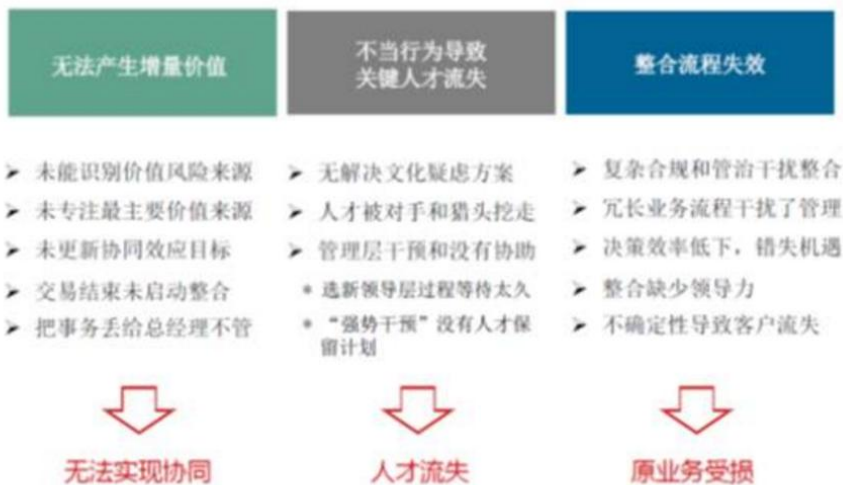 无法产生增量价值
不当行为导致
关键人才流失
整合流程失效
未能识别价值风险来源
未专注最主要价值来源
未更新协同效应目标
交易结束未启动整合
把事务丢给总经理不管
无解决文化疑虑方案
人才被对手和猎头挖走
管理层干预和没有协助
选新领导层过程等待太久
“强势干预”没有人才保
留计划
复杂合规和管治干扰整合
冗长业务流程干扰了管理
决策效率低下，错失机遇
整合缺少领导力
不确定性导致客户流失
无法实现协同
人才流失
原业务受损